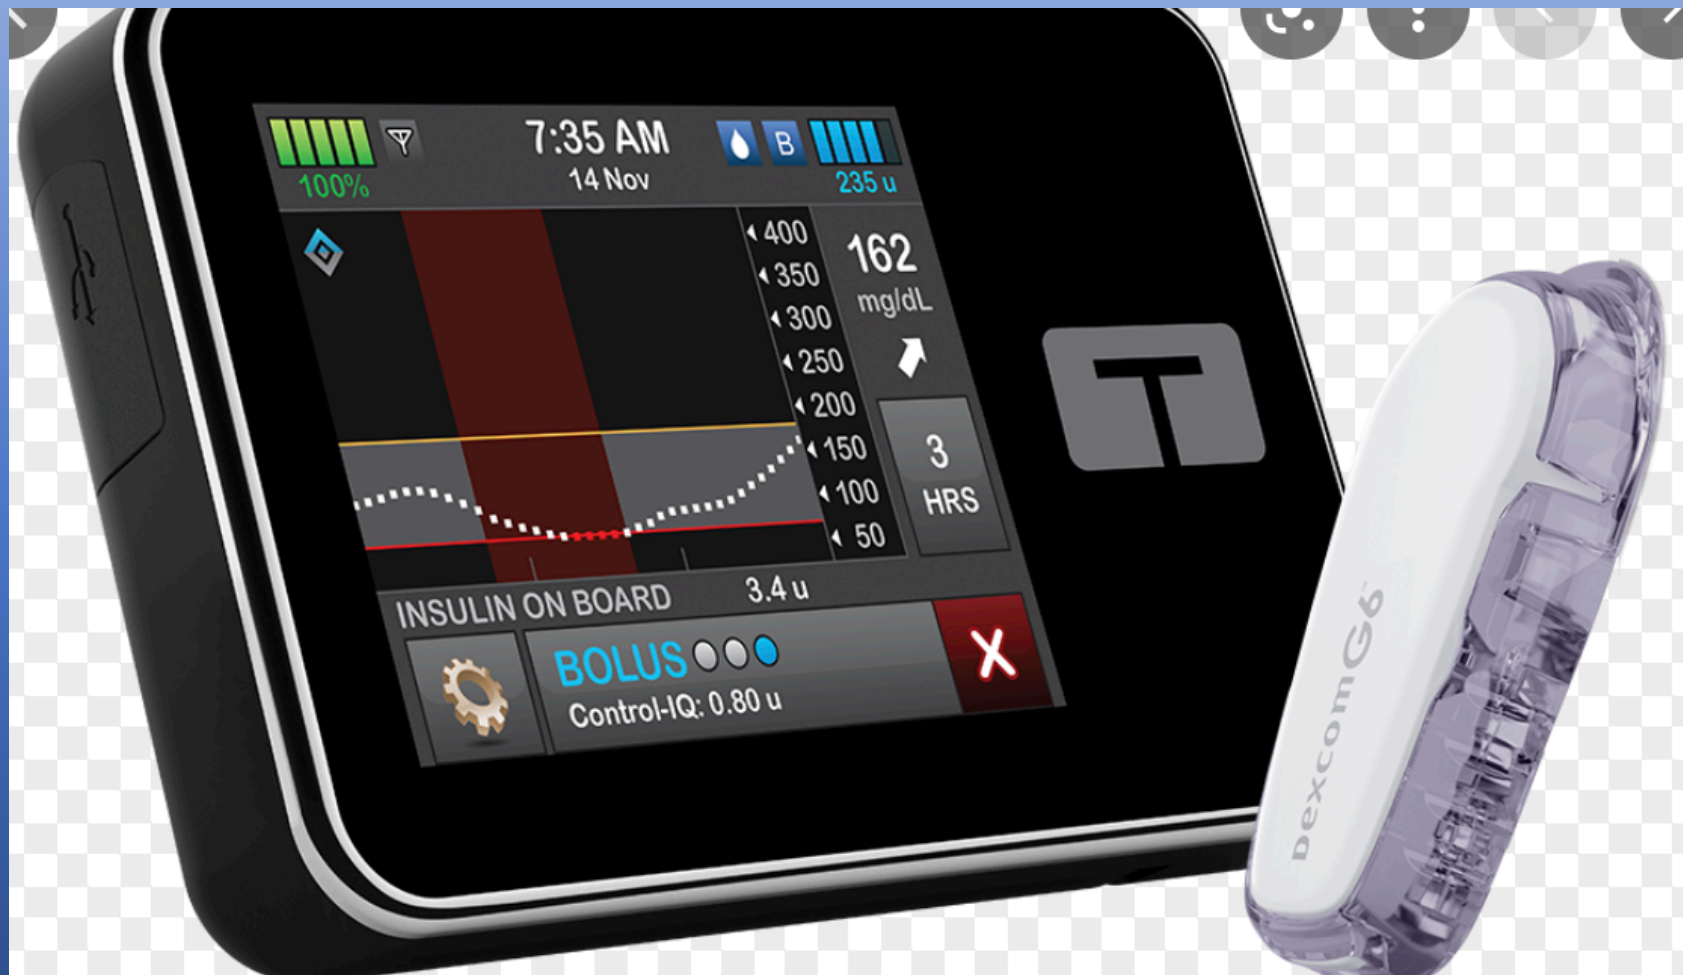 7:35 AM
14 Nov
100%
B
235 u
400
350
300
250
200
150
100
50
162
mg/dL
3
HRS
INSULIN ON BOARD 3.4 u
BOLUS
Control-IQ: 0.80 u
X
T
DexcomG6™